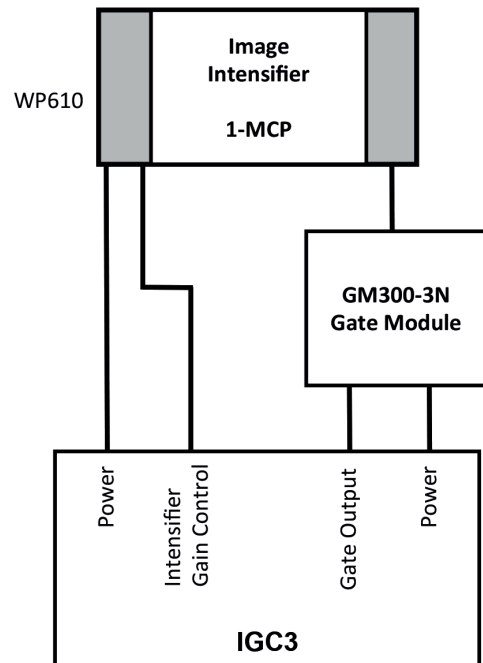 Image
Intensifier
1-MCP
WP610
GM300-3N
Gate Module
Power
Intensifier
Gain Control
Gate Output
Power
IGC3